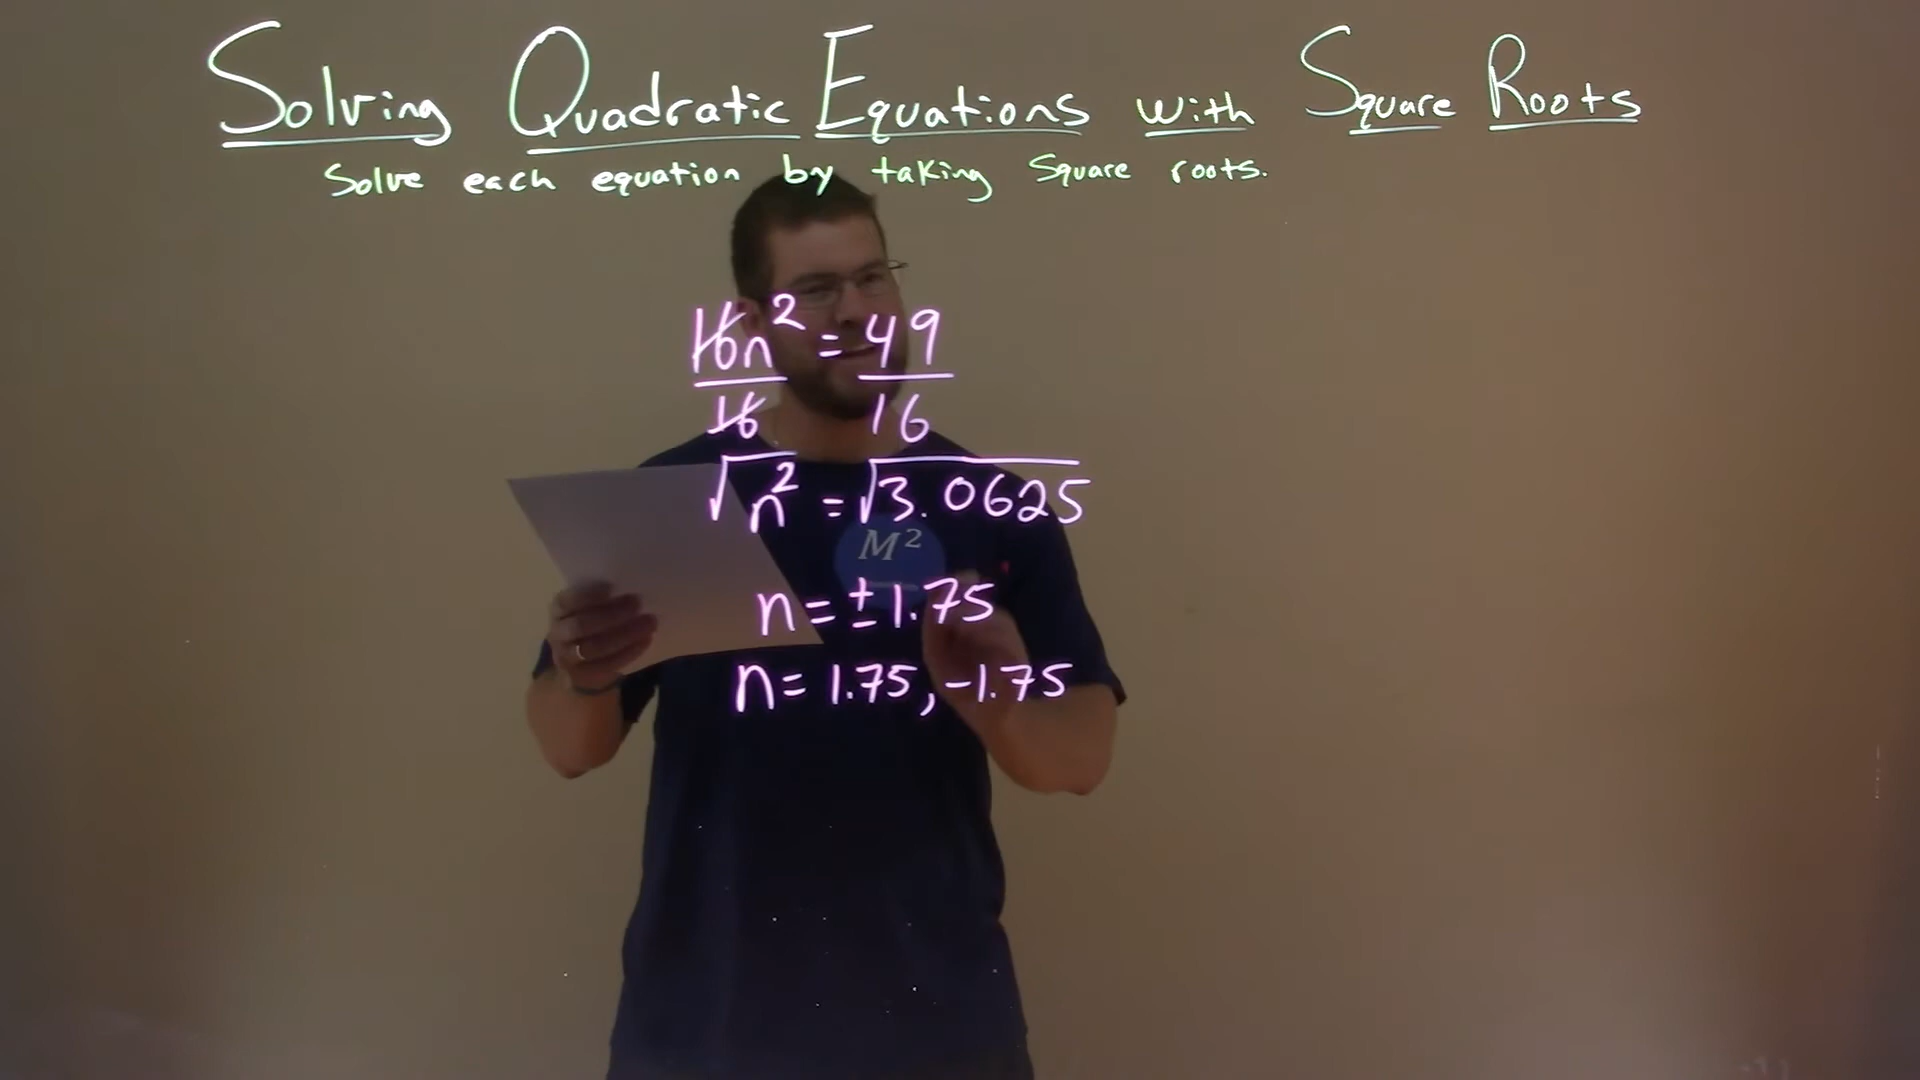 Solving Quadratic Equations with Square Roots
Solve each equation by taking Square roots.
16n² = 49
16 16
√n² = √3.0625
M²
n = ±1.75
n = 1.75, -1.75